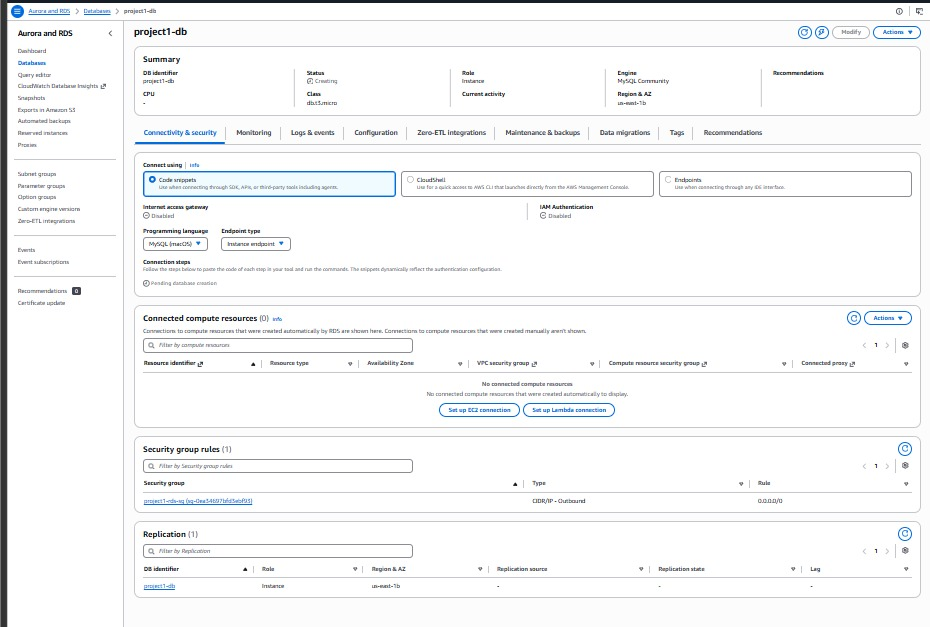 Aurora and RDS > Databases > project1-db
Aurora and RDS
Dashboard
Databases
Query editor
CloudWatch Database Insights
Snapshots
Exports in Amazon S3
Automated backups
Reserved instances
Proxies
Subnet groups
Parameter groups
Option groups
Custom engine versions
Zero-ETL integrations
Events
Event subscriptions
Recommendations 0
Certificate update
project1-db
Modify
Actions
Summary
DB identifier
project1-db
Status
Creating
Role
Instance
Engine
MySQL Community
Recommendations
CPU
-
Class
db.t3.micro
Current activity
Region & AZ
us-east-1b
Connectivity & security
Monitoring
Logs & events
Configuration
Zero-ETL integrations
Maintenance & backups
Data migrations
Tags
Recommendations
Connect using Info
Code snippets
Use when connecting through SDK, APIs, or third-party tools including agents.
CloudShell
Use for a quick access to AWS CLI that launches directly from the AWS Management Console.
Endpoints
Use when connecting through any IDE interface.
Internet access gateway
Disabled
IAM Authentication
Disabled
Programming language
MySQL (macOS)
Endpoint type
Instance endpoint
Connection steps
Follow the steps below to paste the code of each step in your tool and run the commands. The snippets dynamically reflect the authentication configuration.
Pending database creation
Connected compute resources (0) Info
Actions
Connections to compute resources that were created automatically by RDS are shown here. Connections to compute resources that were created manually aren't shown.
Filter by compute resources
1
Resource identifier
Resource type
Availability Zone
VPC security group
Compute resource security group
Connected proxy
No connected compute resources
No connected compute resources that were created automatically to display.
Set up EC2 connection
Set up Lambda connection
Security group rules (1)
Filter by Security group rules
1
Security group
Type
Rule
project1-rds-sg (sg-0ea34697bfd3ebf93)
CIDR/IP - Outbound
0.0.0.0/0
Replication (1)
Filter by Replication
1
DB identifier
Role
Region & AZ
Replication source
Replication state
Lag
project1-db
Instance
us-east-1b
-
-
-